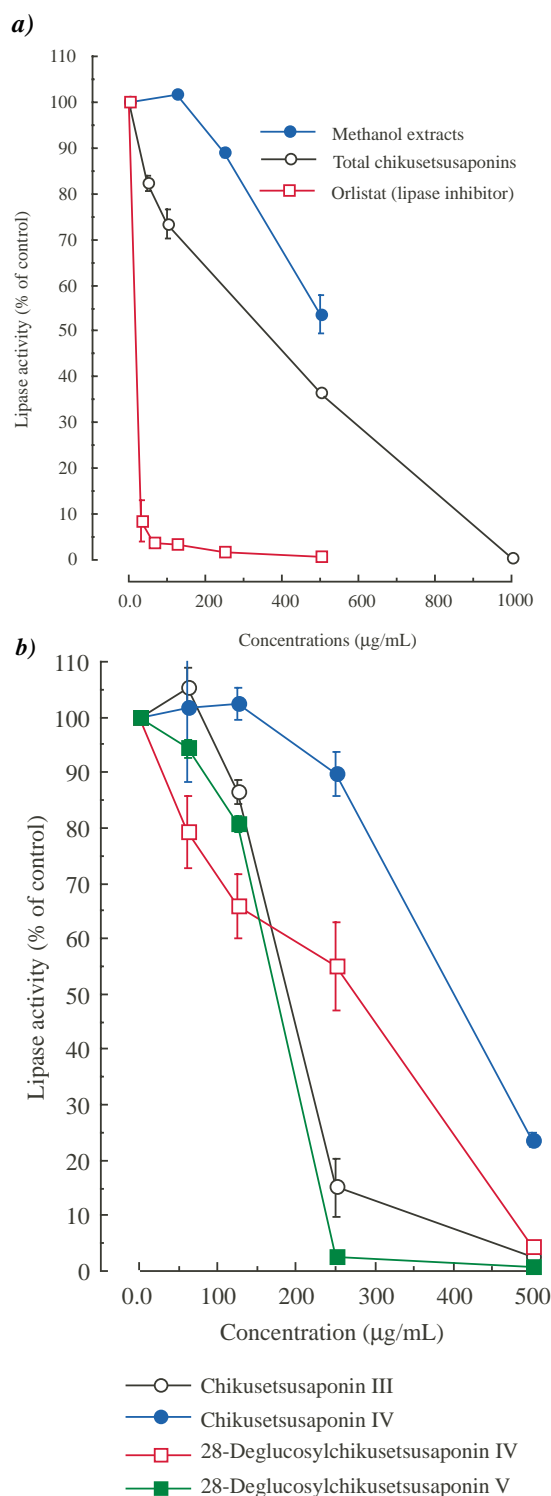 a)
110
100
90
80
70
60
50
40
30
20
10
0
Lipase activity (% of control)
Methanol extracts
Total chikusetsusaponins
Orlistat (lipase inhibitor)
0.0 200 400 600 800 1000
Concentrations (μg/mL)
b)
110
100
90
80
70
60
50
40
30
20
10
0
Lipase activity (% of control)
0.0 100 200 300 400 500
Concentration (μg/mL)
Chikusetsusaponin III
Chikusetsusaponin IV
28-Deglucosylchikusetsusaponin IV
28-Deglucosylchikusetsusaponin V